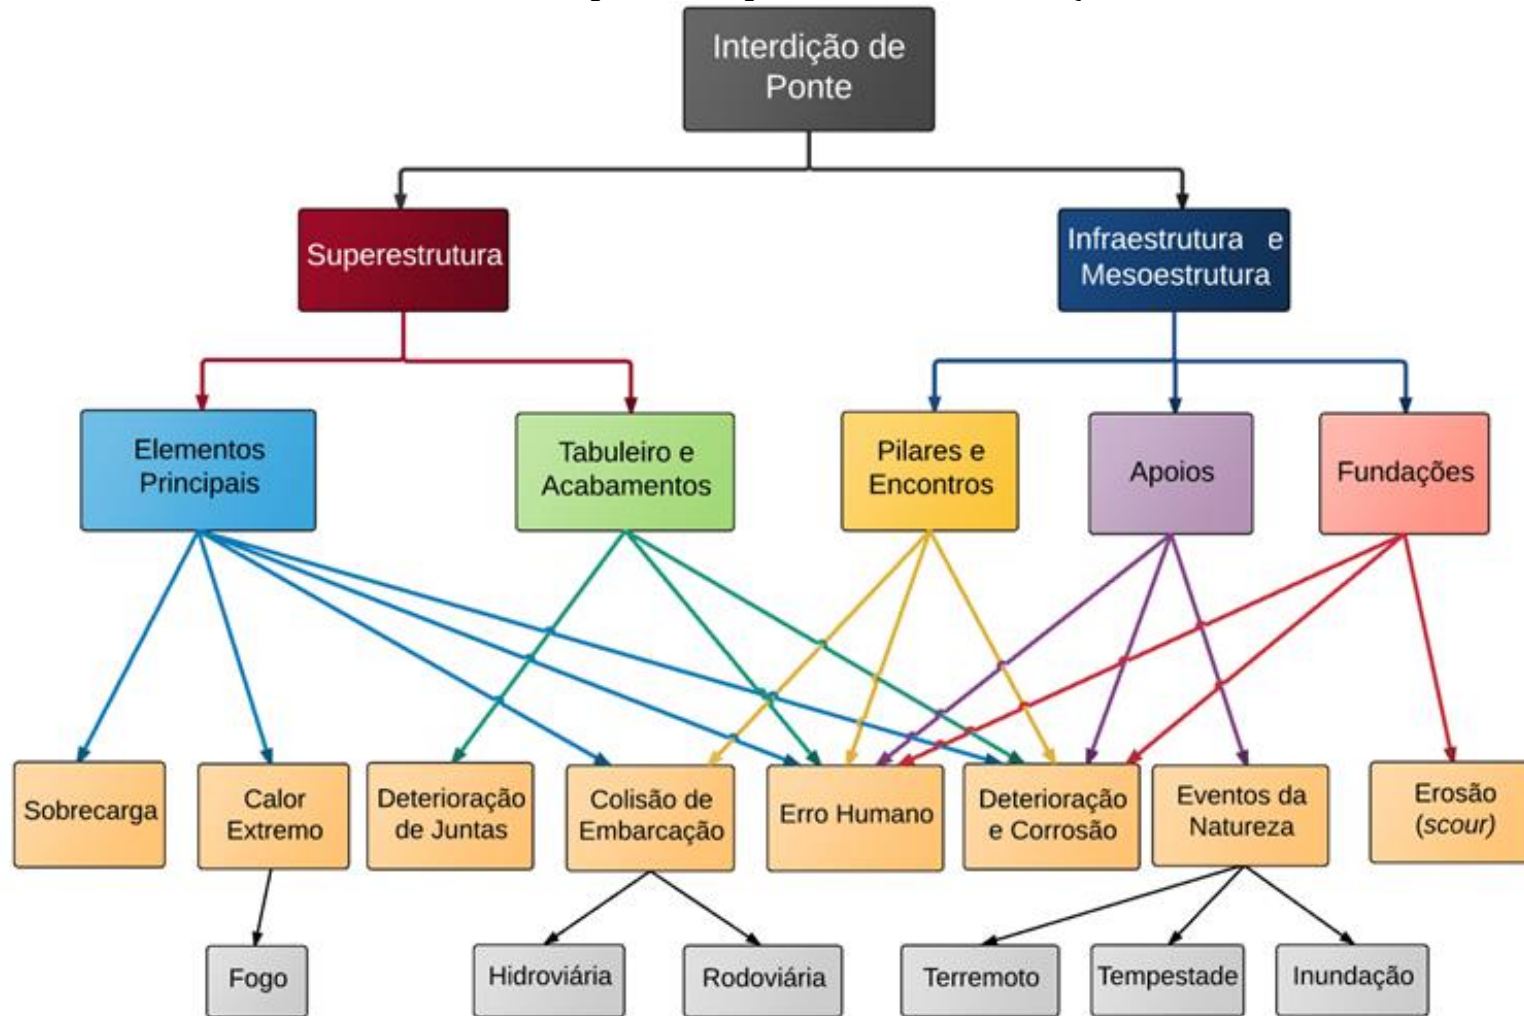 Interdição de
Ponte
Superestrutura
Infraestrutura e
Mesoestrutura
Elementos
Principais
Tabuleiro e
Acabamentos
Pilares e
Encontros
Apoios
Fundações
Sobrecarga
Calor
Extremo
Deterioração
de Juntas
Colisão de
Embarcação
Erro Humano
Deterioração
e Corrosão
Eventos da
Natureza
Erosão
(scour)
Fogo
Hidroviária
Rodoviária
Terremoto
Tempestade
Inundação